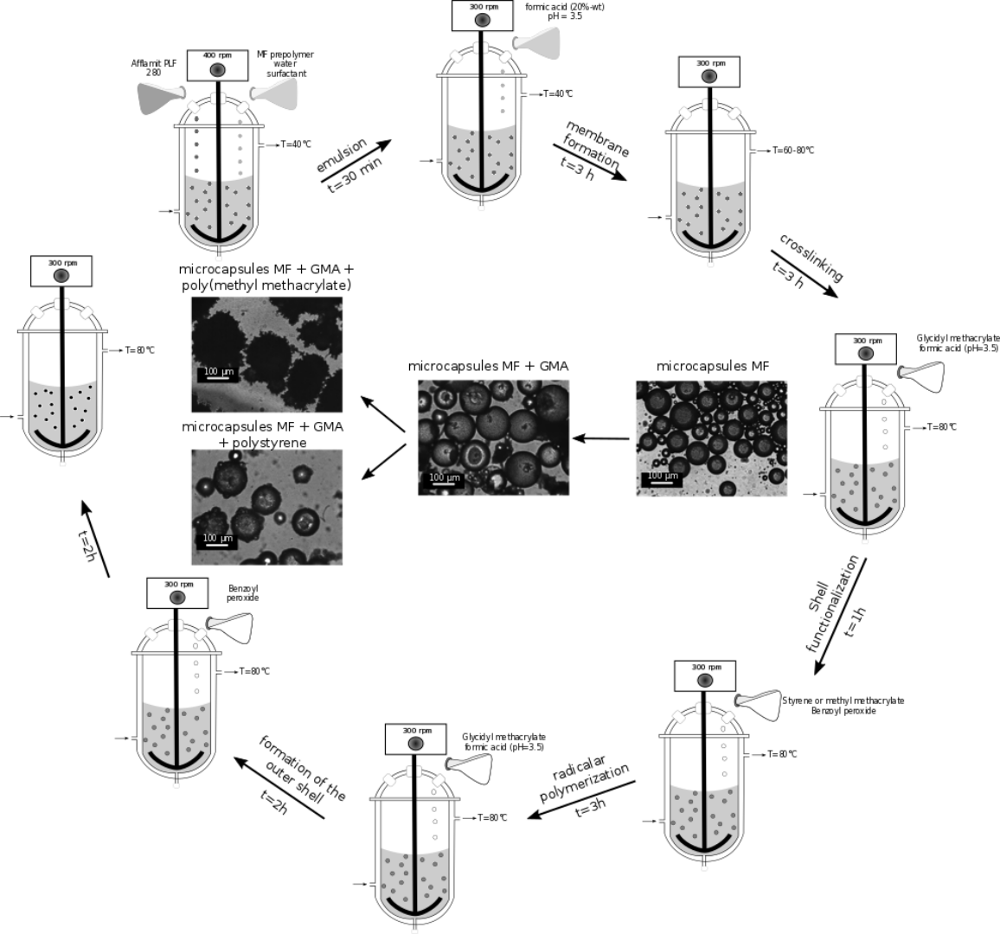 400 rpm
Afflamit PLF
280
MF prepolymer
water
surfactant
T=40°C
emulsion
t=30 min
300 rpm
formic acid (20%-wt)
pH = 3.5
T=40°C
membrane
formation
t=3 h
300 rpm
T=60-80°C
crosslinking
t=3 h
300 rpm
Glycidyl methacrylate
formic acid (pH=3.5)
T=80°C
Shell
functionalization
t=1h
300 rpm
Styrene or methyl methacrylate
Benzoyl peroxide
T=80°C
radicalar
polymerization
t=3h
300 rpm
Glycidyl methacrylate
formic acid (pH=3.5)
T=80°C
formation of the
outer shell
t=2h
300 rpm
Benzoyl
peroxide
T=80°C
t=2h
300 rpm
T=80°C
microcapsules MF
100 µm
microcapsules MF + GMA
100 µm
microcapsules MF + GMA +
poly(methyl methacrylate)
100 µm
microcapsules MF + GMA
+ polystyrene
100 µm